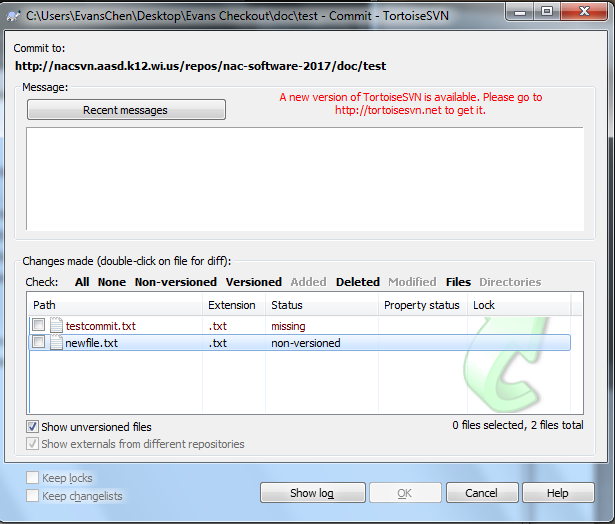 C:\Users\EvansChen\Desktop\Evans Checkout\doc\test - Commit - TortoiseSVN
Commit to:
http://nacsvn.aasd.k12.wi.us/repos/nac-software-2017/doc/test
Message:
Recent messages
A new version of TortoiseSVN is available. Please go to
http://tortoisesvn.net to get it.
Changes made (double-click on file for diff):
Check: All None Non-versioned Versioned Added Deleted Modified Files Directories
Path Extension Status Property status Lock
testcommit.txt .txt missing
newfile.txt .txt non-versioned
Show unversioned files
0 files selected, 2 files total
Show externals from different repositories
Keep locks
Keep changelists
Show log OK Cancel Help